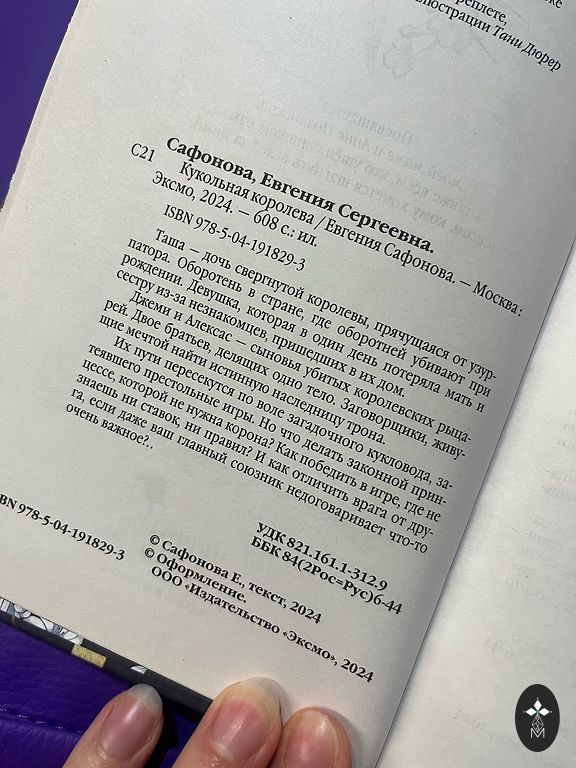 реплете,
ллюстрации Тани Дюрер
С21
Сафонова, Евгения Сергеевна.
Кукольная королева / Евгения Сафонова. — Москва:
Эксмо, 2024. — 608 с.: ил.
ISBN 978-5-04-191829-3
Таша — дочь свергнутой королевы, прячущаяся от узур-
патора. Оборотень в стране, где оборотней убивают при
рождении. Девушка, которая в один день потеряла мать и
сестру из-за незнакомцев, пришедших в их дом.
Джеми и Алексас — сыновья убитых королевских рыца-
рей. Двое братьев, делящих одно тело. Заговорщики, живу-
щие мечтой найти истинную наследницу трона.
Их пути пересекутся по воле загадочного кукловода, за-
теявшего престольные игры. Но что делать законной прин-
цессе, которой не нужна корона? Как победить в игре, где не
знаешь ни ставок, ни правил? И как отличить врага от дру-
га, если даже ваш главный союзник недоговаривает что-то
очень важное?..
УДК 821.161.1-312.9
ББК 84(2Рос=Рус)6-44
BN 978-5-04-191829-3
© Сафонова Е., текст, 2024
© Оформление.
ООО «Издательство «Эксмо», 2024